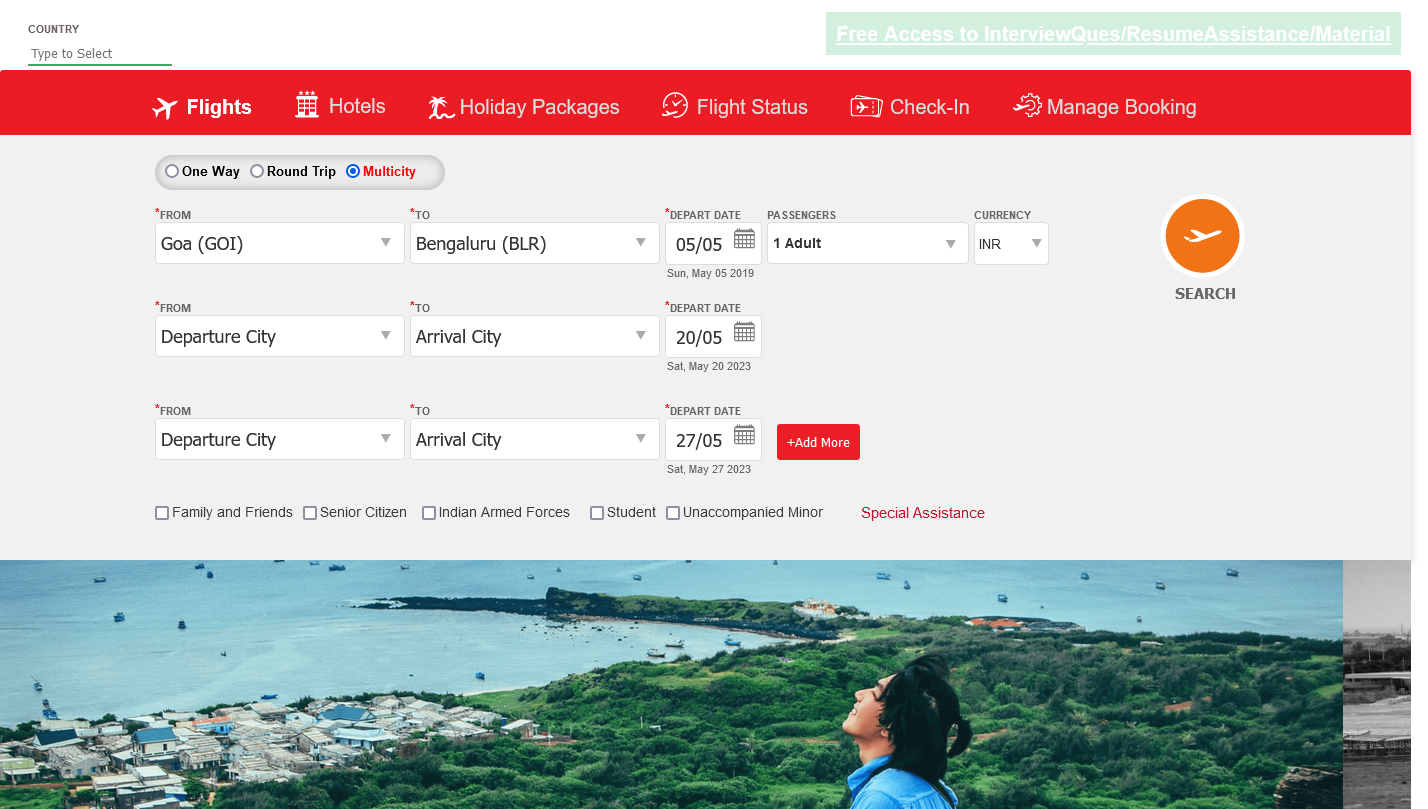 COUNTRY
Type to Select
Free Access to InterviewQues/ResumeAssistance/Material
Flights Hotels Holiday Packages Flight Status Check-In Manage Booking
One Way Round Trip Multicity
*FROM *TO *DEPART DATE PASSENGERS CURRENCY
Goa (GOI) ▼ Bengaluru (BLR) ▼ 05/05 1 Adult ▼ INR ▼
Sun, May 05 2019
SEARCH
*FROM *TO *DEPART DATE
Departure City ▼ Arrival City ▼ 20/05
Sat, May 20 2023
*FROM *TO *DEPART DATE
Departure City ▼ Arrival City ▼ 27/05 +Add More
Sat, May 27 2023
Family and Friends Senior Citizen Indian Armed Forces Student Unaccompanied Minor Special Assistance